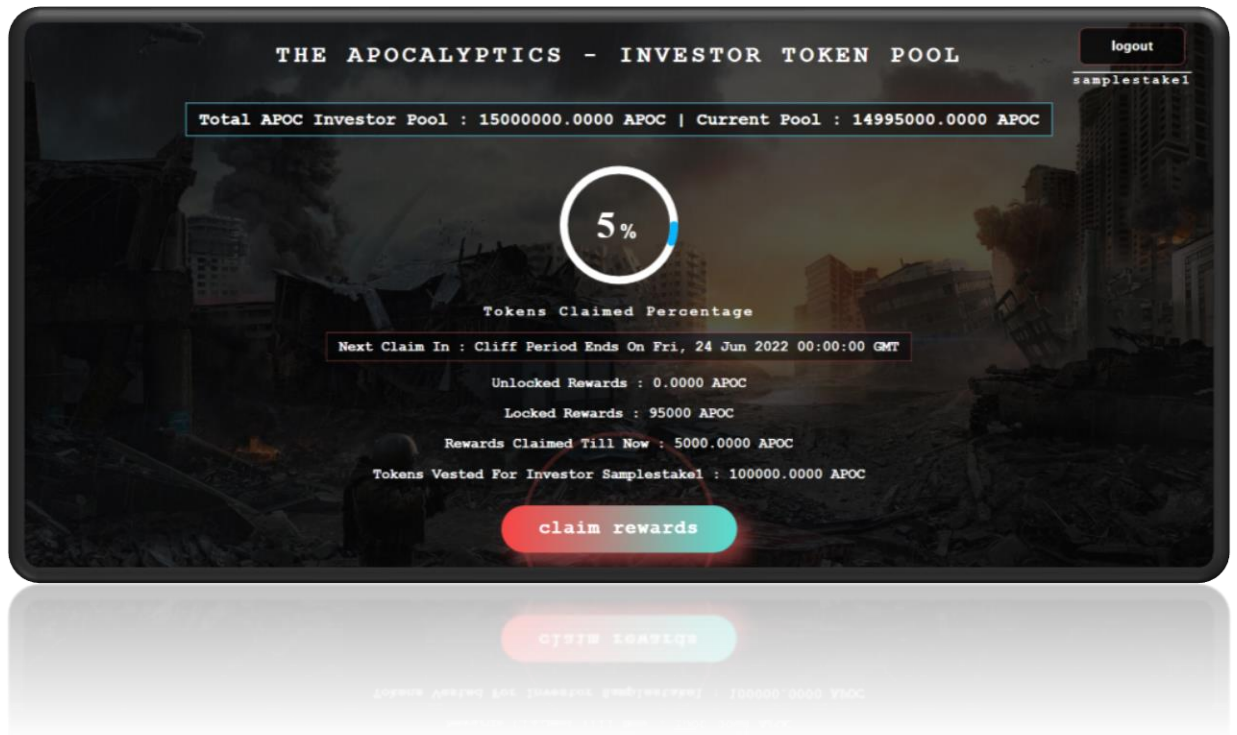 THE APOCALYPTICS - INVESTOR TOKEN POOL
logout
samplestake1
Total APOC Investor Pool : 15000000.0000 APOC | Current Pool : 14995000.0000 APOC
5%
Tokens Claimed Percentage
Next Claim In : Cliff Period Ends On Fri, 24 Jun 2022 00:00:00 GMT
Unlocked Rewards : 0.0000 APOC
Locked Rewards : 95000 APOC
Rewards Claimed Till Now : 5000.0000 APOC
Tokens Vested For Investor Samplestake1 : 100000.0000 APOC
claim rewards